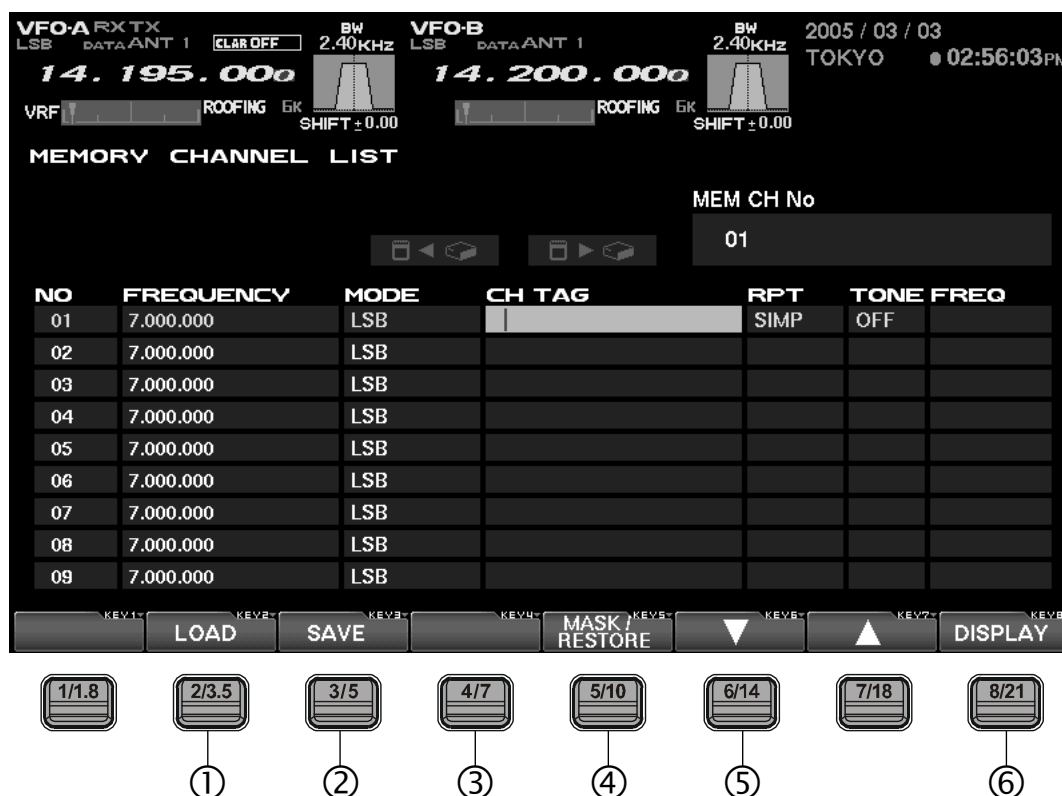 VFO-A RX TX
LSB DATA ANT 1 CLAR OFF
BW
2.40KHz
14.195.000
VRF ROOFING 6K
SHIFT ± 0.00
VFO-B
LSB DATA ANT 1
BW
2.40KHz
14.200.000
ROOFING 6K
SHIFT ± 0.00
2005 / 03 / 03
TOKYO 02:56:03PM
MEMORY CHANNEL LIST
MEM CH No
01
NO FREQUENCY MODE CH TAG RPT TONE FREQ
01 7.000.000 LSB SIMP OFF
02 7.000.000 LSB
03 7.000.000 LSB
04 7.000.000 LSB
05 7.000.000 LSB
06 7.000.000 LSB
07 7.000.000 LSB
08 7.000.000 LSB
09 7.000.000 LSB
KEY1 KEY2 KEY3 KEY4 KEY5 KEY6 KEY7 KEY8
LOAD SAVE MASK / RESTORE ▼ ▲ DISPLAY
1/1.8 2/3.5 3/5 4/7 5/10 6/14 7/18 8/21
① ② ③ ④ ⑤ ⑥